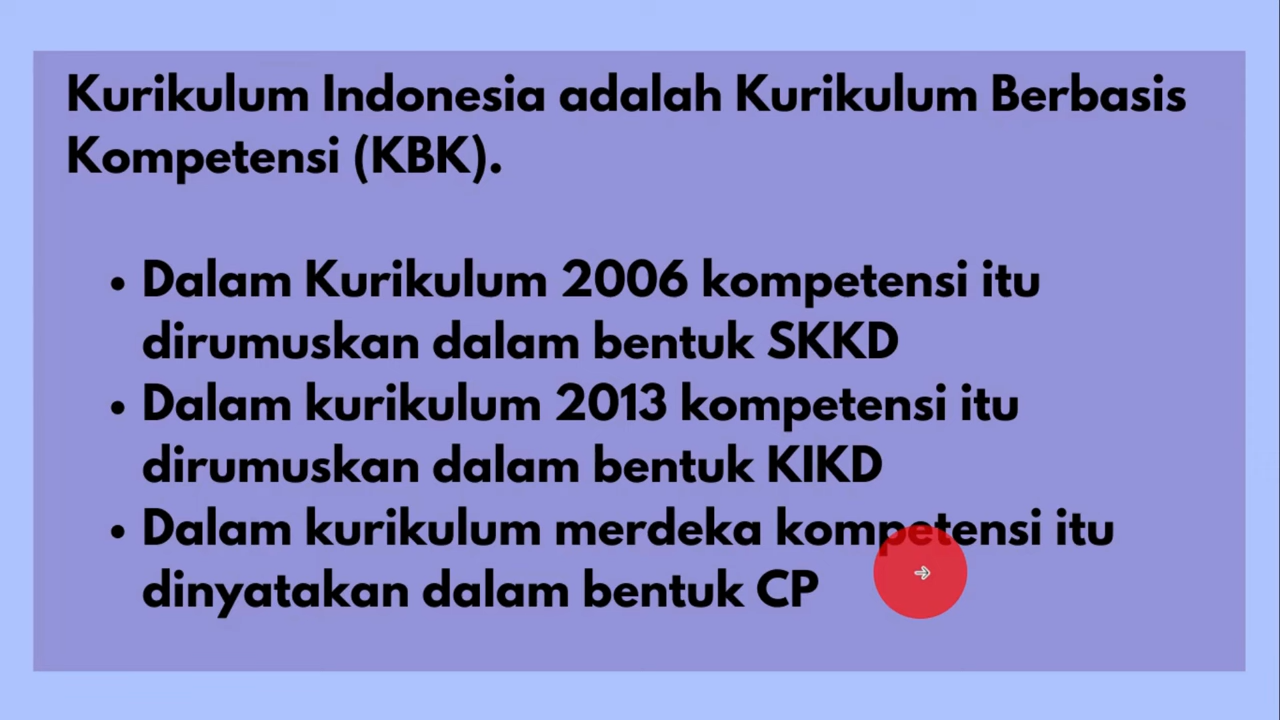 Kurikulum Indonesia adalah Kurikulum Berbasis
Kompetensi (KBK).
• Dalam Kurikulum 2006 kompetensi itu
dirumuskan dalam bentuk SKKD
• Dalam kurikulum 2013 kompetensi itu
dirumuskan dalam bentuk KIKD
• Dalam kurikulum merdeka kompetensi itu
dinyatakan dalam bentuk CP